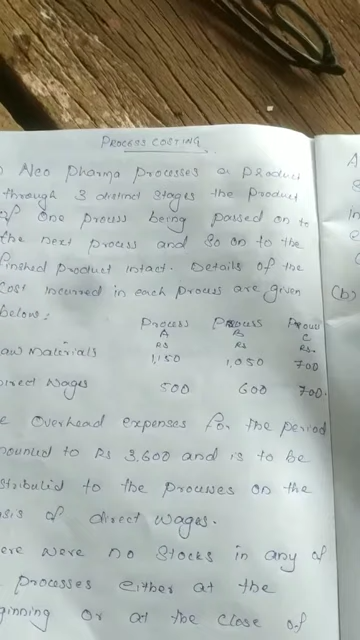 PROCESS COSTING
Neo Pharma processes a product
through 3 distinct stages the product
of one process being passed on to
the next process and so on to the
finished product intact. Details of the
cost incurred in each process are given
below:
Process Process Process
A B C
Rs Rs Rs.
aw Materials 1,150 1,050 700
irect Wages 500 600 700.
e Overhead expenses for the period
mounted to Rs 3,600 and is to be
stributid to the processes on the
asis of direct wages.
ere were no stocks in any of
processes either at the
ginning or at the close of
(b)